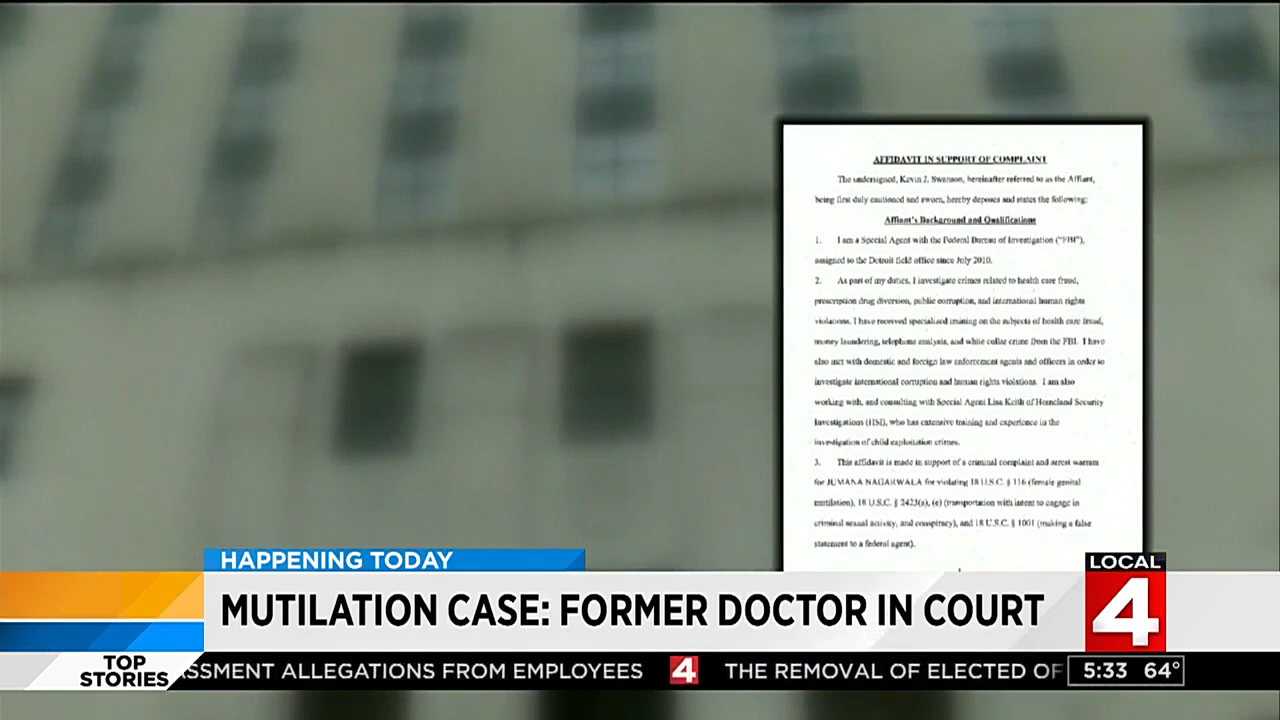 AFFIDAVIT IN SUPPORT OF COMPLAINT
The undersigned, Kevin J. Swanson, hereinafter referred to as the Affiant,
being first duly cautioned and sworn, hereby deposes and states the following:
Affiant's Background and Qualifications
1. I am a Special Agent with the Federal Bureau of Investigation ("FBI"),
assigned to the Detroit field office since July 2010.
2. As part of my duties, I investigate crimes related to health care fraud,
prescription drug diversion, public corruption, and international human rights
violations. I have received specialized training on the subjects of health care fraud,
money laundering, telephone analysis, and white collar crime from the FBI. I have
also met with domestic and foreign law enforcement agents and officers in order to
investigate international corruption and human rights violations. I am also
working with, and consulting with Special Agent Lisa Keith of Homeland Security
Investigations (HSI), who has extensive training and experience in the
investigation of child exploitation crimes.
3. This affidavit is made in support of a criminal complaint and arrest warrant
for JUMANA NAGARWALA for violating 18 U.S.C. § 116 (female genital
mutilation), 18 U.S.C. § 2423(a), (e) (transportation with intent to engage in
criminal sexual activity, and conspiracy), and 18 U.S.C. § 1001 (making a false
statement to a federal agent).
HAPPENING TODAY
MUTILATION CASE: FORMER DOCTOR IN COURT
LOCAL
4
TOP
STORIES
SSMENT ALLEGATIONS FROM EMPLOYEES 4 THE REMOVAL OF ELECTED OF
5:33 64°